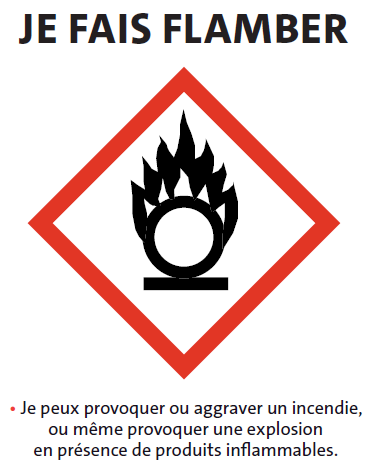 JE FAIS FLAMBER
• Je peux provoquer ou aggraver un incendie,
ou même provoquer une explosion
en présence de produits inflammables.